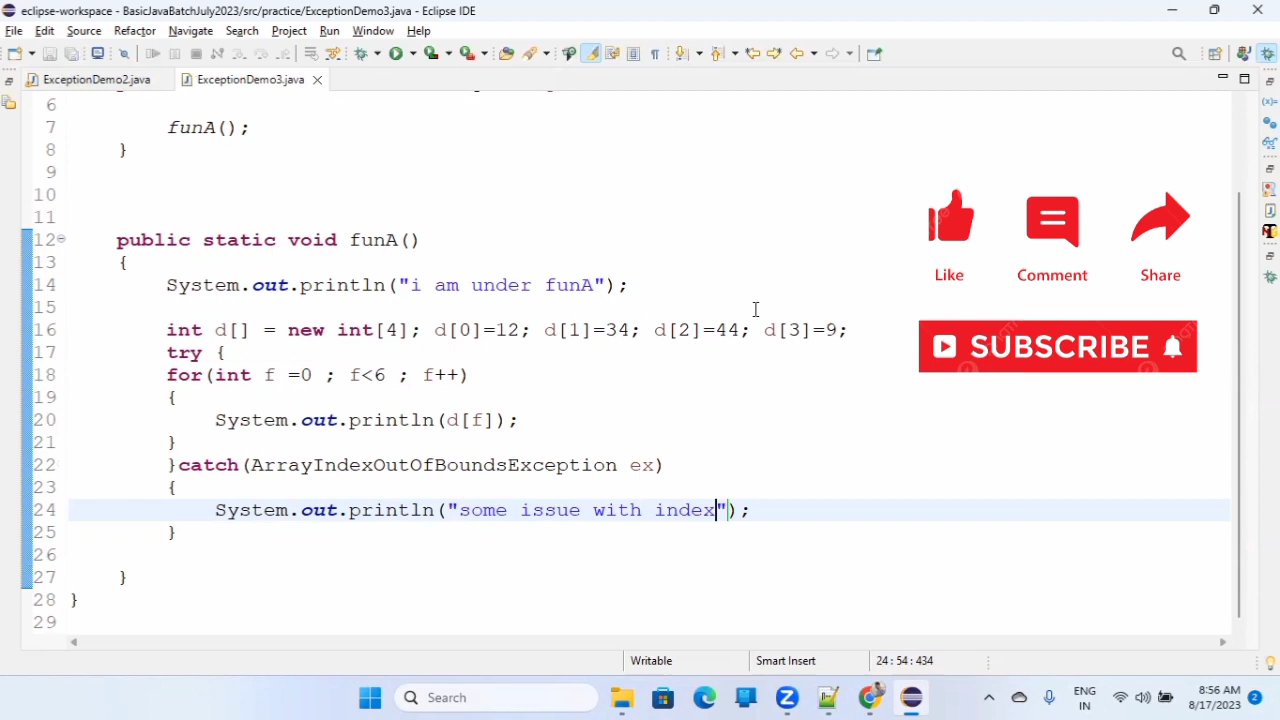 eclipse-workspace - BasicJavaBatchJuly2023/src/practice/ExceptionDemo3.java - Eclipse IDE
File Edit Source Refactor Navigate Search Project Run Window Help
ExceptionDemo2.java ExceptionDemo3.java
6
7 funA();
8 }
9
10
11
12 public static void funA()
13 {
14 System.out.println("i am under funA");
15
16 int d[] = new int[4]; d[0]=12; d[1]=34; d[2]=44; d[3]=9;
17 try {
18 for(int f =0 ; f<6 ; f++)
19 {
20 System.out.println(d[f]);
21 }
22 }catch(ArrayIndexOutOfBoundsException ex)
23 {
24 System.out.println("some issue with index");
25 }
26
27 }
28 }
29
Like Comment Share
SUBSCRIBE
Writable Smart Insert 24 : 54 : 434
Search
ENG
IN
8:56 AM
8/17/2023
2